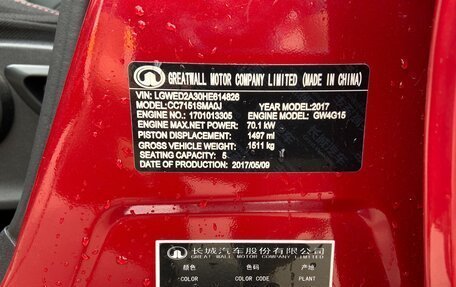 GREATWALL MOTOR COMPANY LIMITED (MADE IN CHINA)
VIN: LGWED2A30HE614826
MODEL:CC7151SMA0J YEAR MODEL:2017
ENGINE NO.: 1701013305 ENGINE MODEL: GW4G15
ENGINE MAX.NET POWER: 70.1 kW
PISTON DISPLACEMENT: 1497 ml
GROSS VEHICLE WEIGHT: 1511 kg
SEATING CAPACITY: 5
DATE OF PRODUCTION: 2017/05/09
长城汽车股份有限公司
GREAT WALL MOTOR COMPANY LIMITED
颜色 色码 产地
COLOR COLOR CODE PLANT